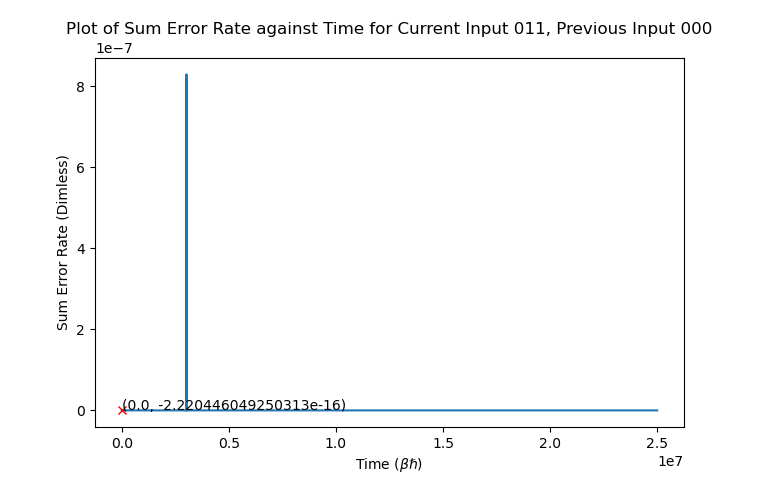 Plot of Sum Error Rate against Time for Current Input 011, Previous Input 000
1e−7
8
6
4
2
0
Sum Error Rate (Dimless)
(0.0, -2.220446049250313e-16)
0.0 0.5 1.0 1.5 2.0 2.5
1e7
Time (βℏ)